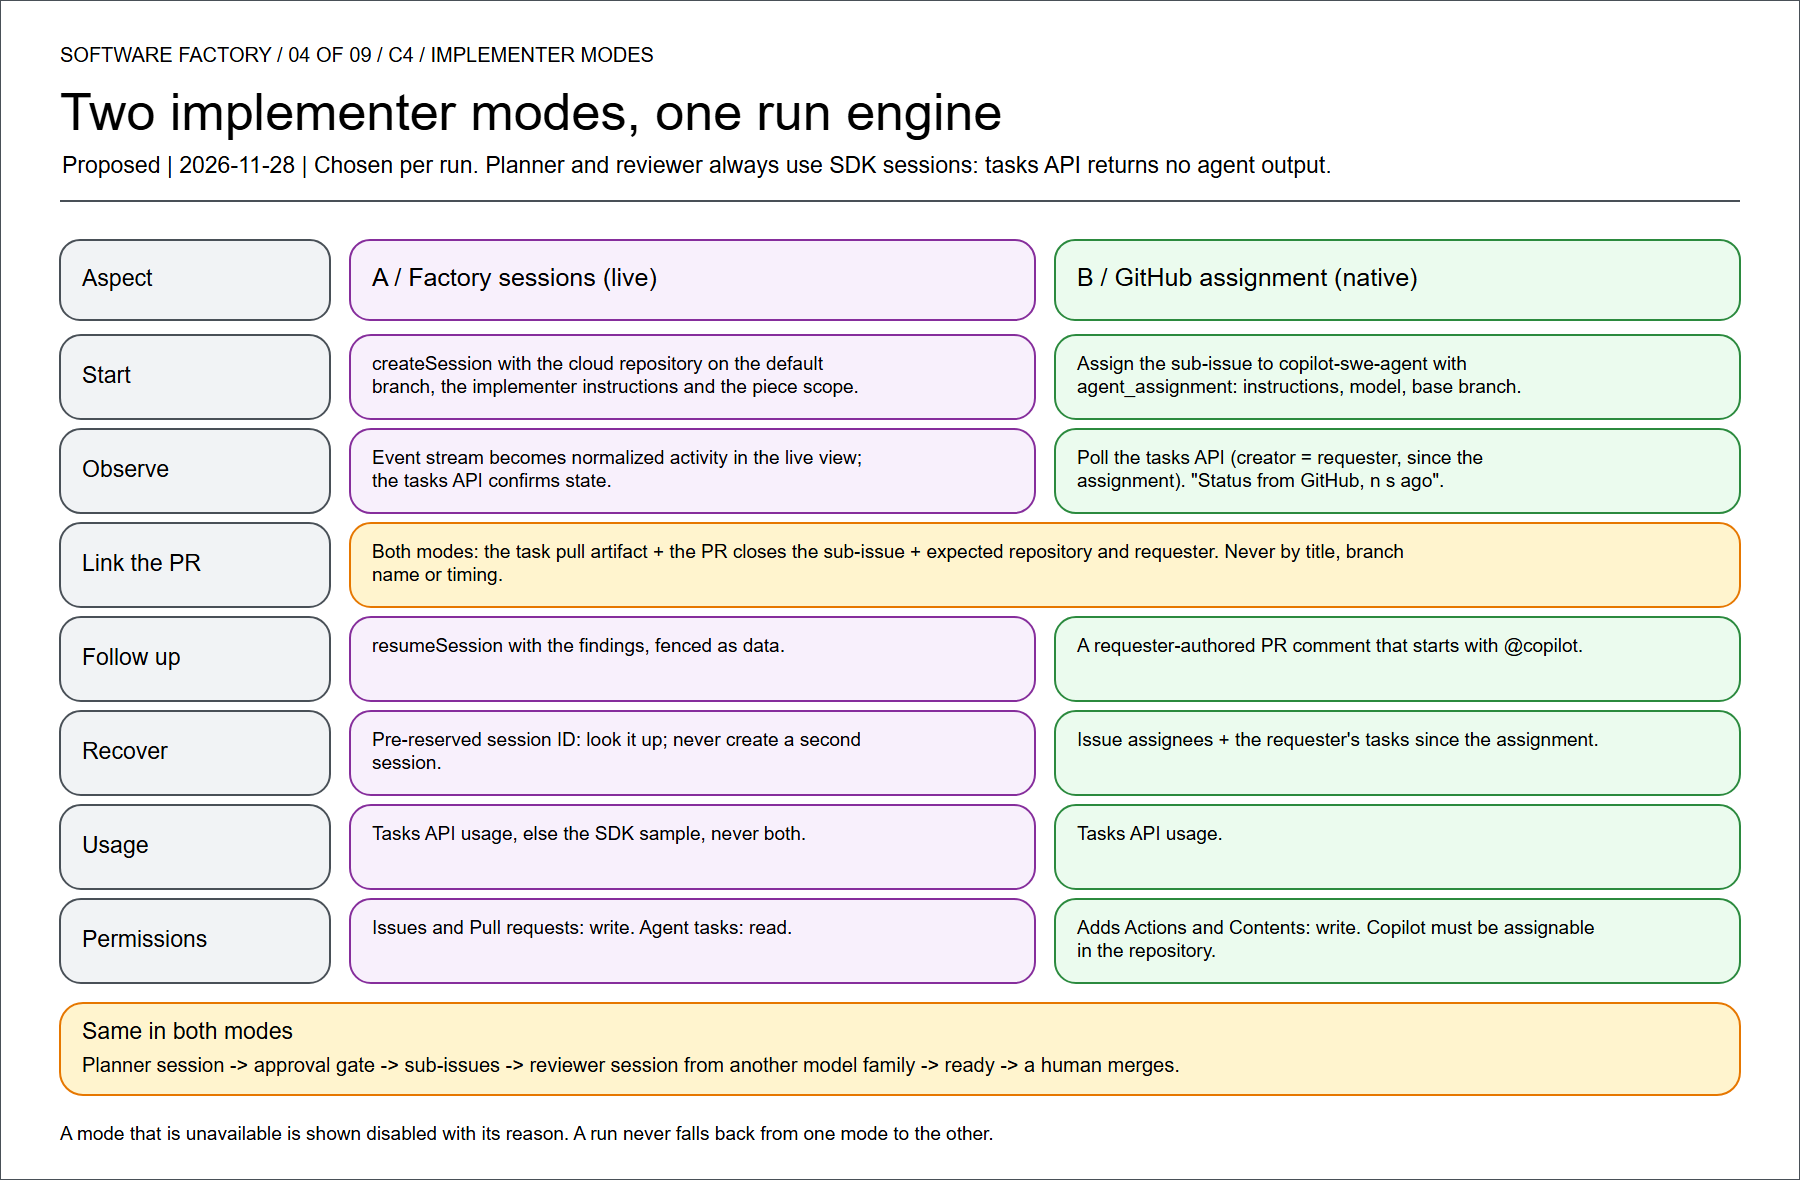 SOFTWARE FACTORY / 04 OF 09 / C4 / IMPLEMENTER MODES
Two implementer modes, one run engine
Proposed | 2026-11-28 | Chosen per run. Planner and reviewer always use SDK sessions: tasks API returns no agent output.
Aspect
A / Factory sessions (live)
B / GitHub assignment (native)
Start
createSession with the cloud repository on the default
branch, the implementer instructions and the piece scope.
Assign the sub-issue to copilot-swe-agent with
agent_assignment: instructions, model, base branch.
Observe
Event stream becomes normalized activity in the live view;
the tasks API confirms state.
Poll the tasks API (creator = requester, since the
assignment). "Status from GitHub, n s ago".
Link the PR
Both modes: the task pull artifact + the PR closes the sub-issue + expected repository and requester. Never by title, branch
name or timing.
Follow up
resumeSession with the findings, fenced as data.
A requester-authored PR comment that starts with @copilot.
Recover
Pre-reserved session ID: look it up; never create a second
session.
Issue assignees + the requester's tasks since the assignment.
Usage
Tasks API usage, else the SDK sample, never both.
Tasks API usage.
Permissions
Issues and Pull requests: write. Agent tasks: read.
Adds Actions and Contents: write. Copilot must be assignable
in the repository.
Same in both modes
Planner session -> approval gate -> sub-issues -> reviewer session from another model family -> ready -> a human merges.
A mode that is unavailable is shown disabled with its reason. A run never falls back from one mode to the other.